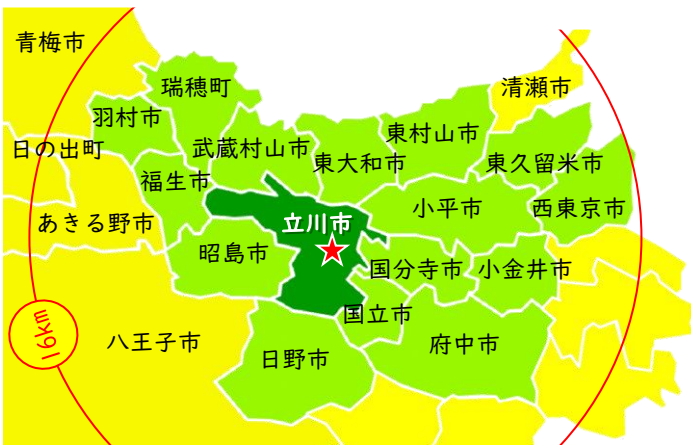 青梅市
瑞穂町
清瀬市
羽村市
日の出町
武蔵村山市
東大和市
東村山市
東久留米市
福生市
あきる野市
立川市
小平市
西東京市
昭島市
国分寺市
小金井市
16km
八王子市
日野市
国立市
府中市